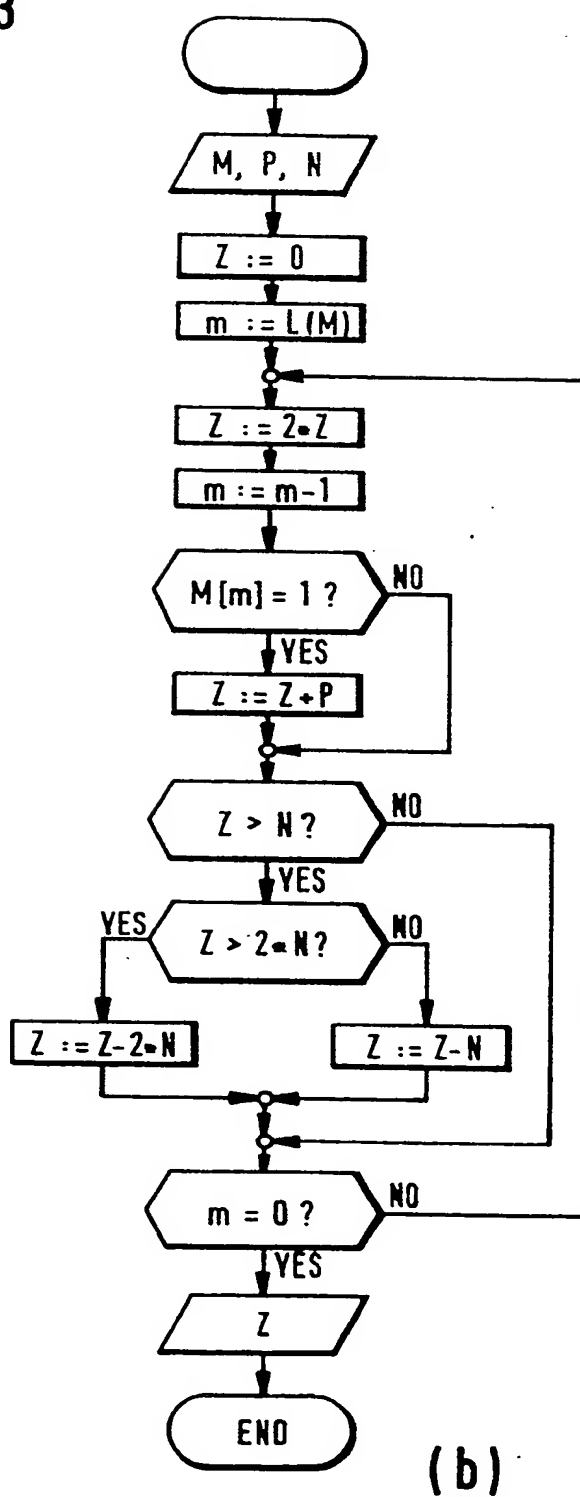 3
M, P, N
Z := 0
m := L(M)
Z := 2*Z
m := m-1
M[m] = 1 ?
NO
YES
Z := Z+P
Z > N?
NO
YES
YES
Z > 2*N?
NO
Z := Z-2*N
Z := Z-N
m = 0 ?
NO
YES
Z
END
(b)